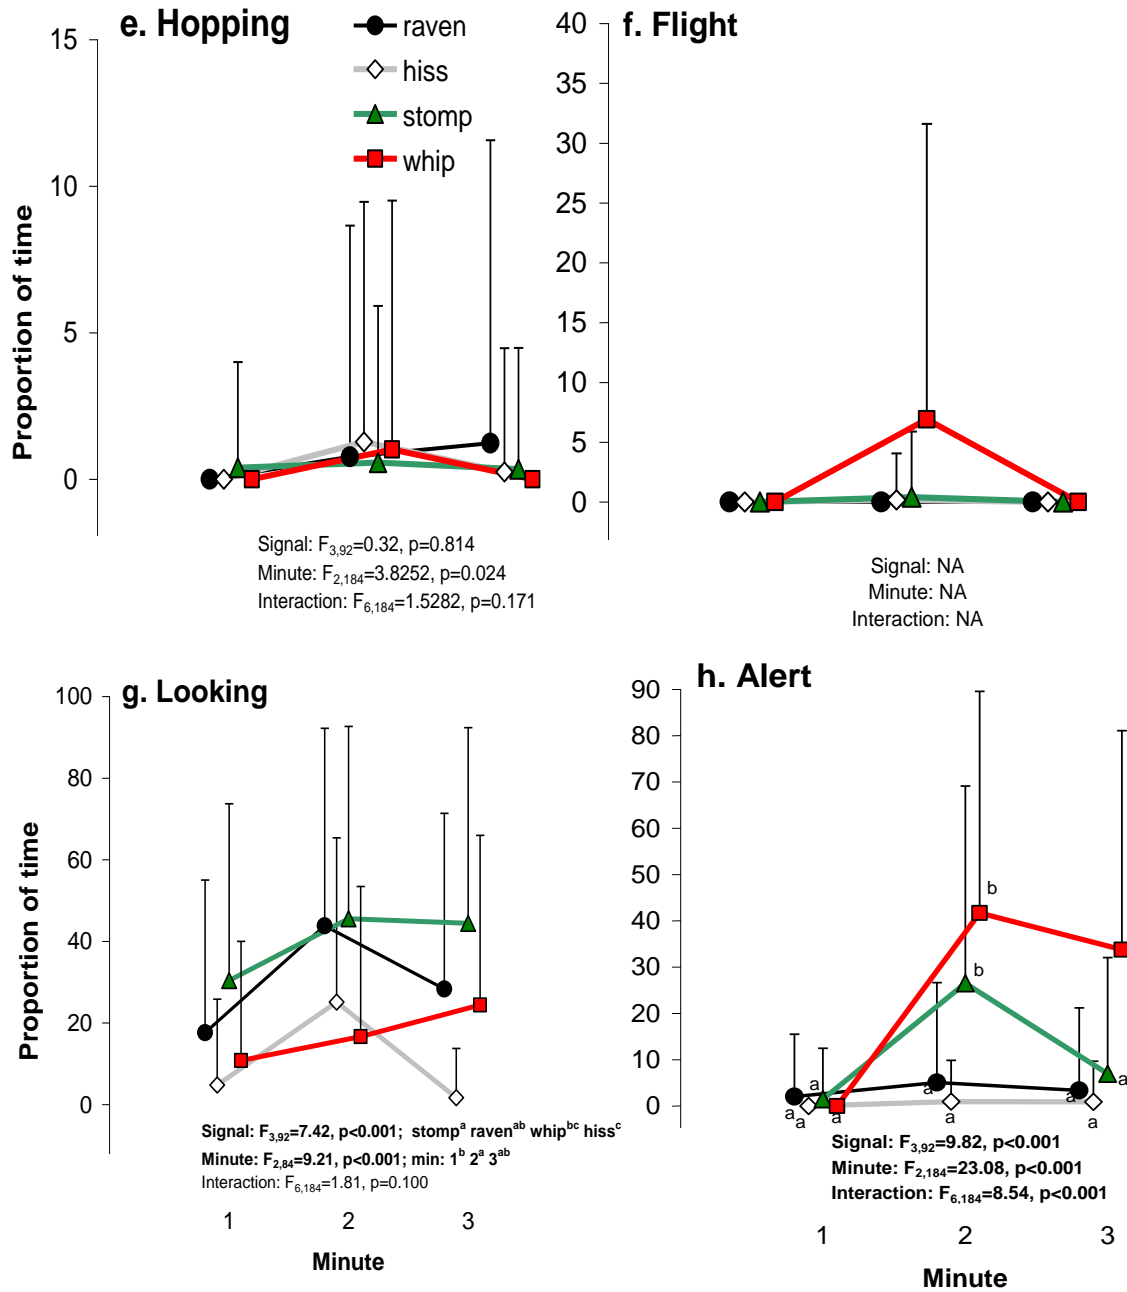 e. Hopping
raven
hiss
stomp
whip
15
10
5
0
Proportion of time
Signal: F3,92=0.32, p=0.814
Minute: F2,184=3.8252, p=0.024
Interaction: F6,184=1.5282, p=0.171
f. Flight
40
35
30
25
20
15
10
5
0
Signal: NA
Minute: NA
Interaction: NA
g. Looking
100
80
60
40
20
0
Proportion of time
Signal: F3,92=7.42, p<0.001; stompᵃ ravenᵃᵇ whipᵇᶜ hissᶜ
Minute: F2,84=9.21, p<0.001; min: 1ᵇ 2ᵃ 3ᵃᵇ
Interaction: F6,184=1.81, p=0.100
1 2 3
Minute
h. Alert
90
80
70
60
50
40
30
20
10
0
b
b
a
a
a
a
a
a
a
a
a
Signal: F3,92=9.82, p<0.001
Minute: F2,184=23.08, p<0.001
Interaction: F6,184=8.54, p<0.001
1 2 3
Minute